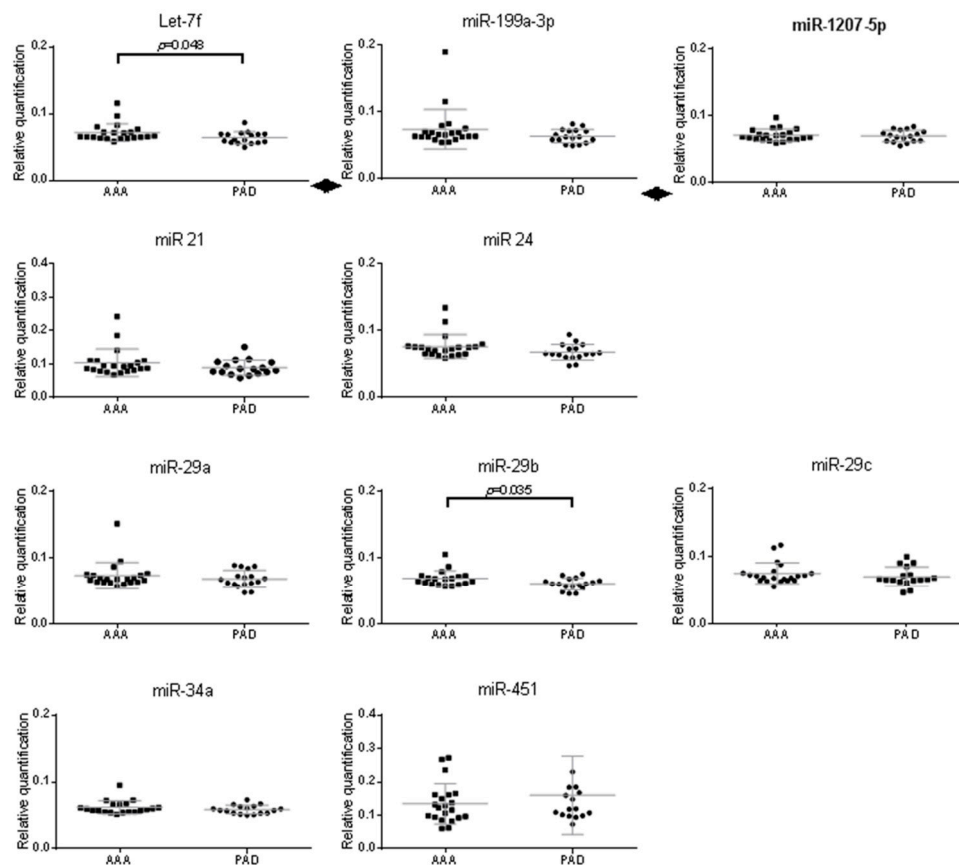 Let-7f
Relative quantification
0.2
0.1
0.0
p=0.048
AAA
PAD
miR-199a-3p
Relative quantification
0.2
0.1
0.0
AAA
PAD
miR-1207-5p
Relative quantification
0.2
0.1
0.0
AAA
PAD
miR 21
Relative quantification
0.4
0.3
0.2
0.1
0.0
AAA
PAD
miR 24
Relative quantification
0.2
0.1
0.0
AAA
PAD
miR-29a
Relative quantification
0.2
0.1
0.0
AAA
PAD
miR-29b
Relative quantification
0.2
0.1
0.0
p=0.035
AAA
PAD
miR-29c
Relative quantification
0.2
0.1
0.0
AAA
PAD
miR-34a
Relative quantification
0.2
0.1
0.0
AAA
PAD
miR-451
Relative quantification
0.4
0.3
0.2
0.1
0.0
AAA
PAD